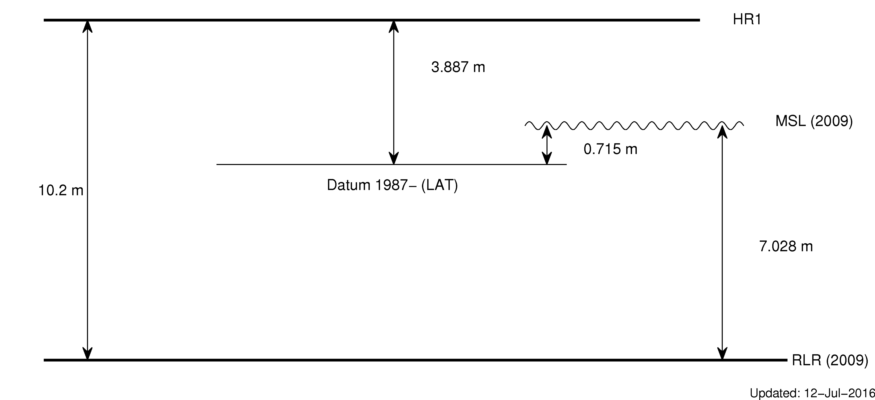 HR1
3.887 m
MSL (2009)
0.715 m
Datum 1987− (LAT)
10.2 m
7.028 m
RLR (2009)
Updated: 12−Jul−2016